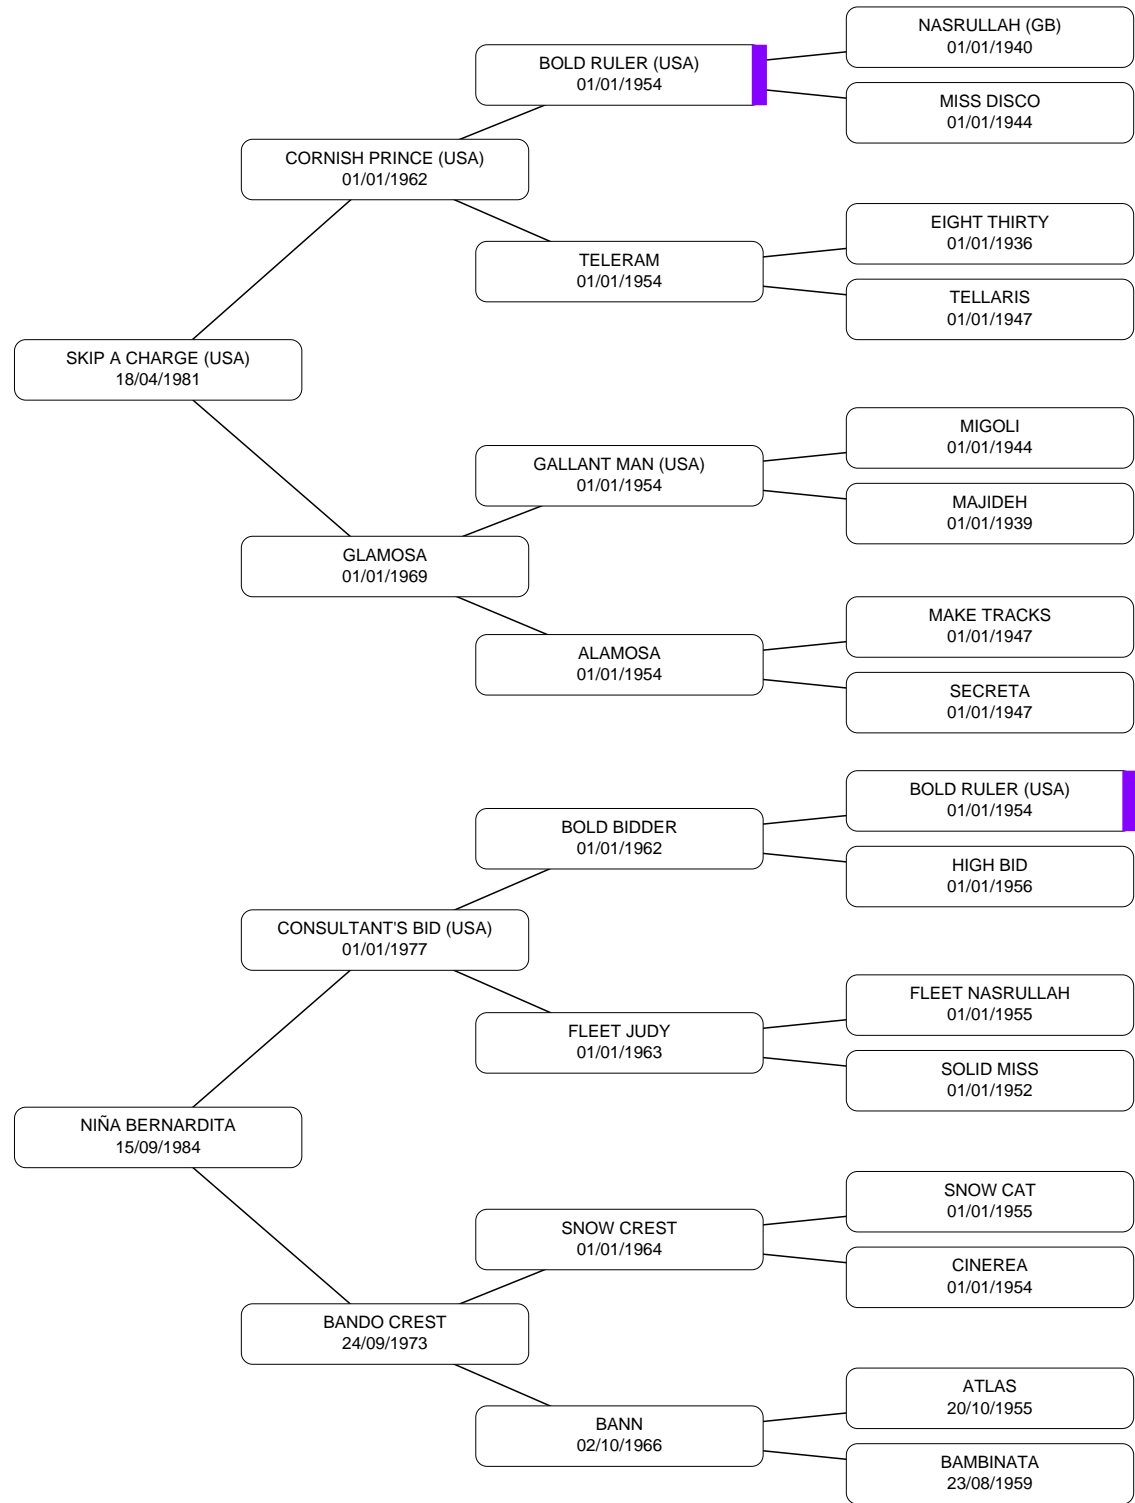 NASRULLAH (GB)
01/01/1940
BOLD RULER (USA)
01/01/1954
MISS DISCO
01/01/1944
CORNISH PRINCE (USA)
01/01/1962
EIGHT THIRTY
01/01/1936
TELERAM
01/01/1954
TELLARIS
01/01/1947
SKIP A CHARGE (USA)
18/04/1981
MIGOLI
01/01/1944
GALLANT MAN (USA)
01/01/1954
MAJIDEH
01/01/1939
GLAMOSA
01/01/1969
MAKE TRACKS
01/01/1947
ALAMOSA
01/01/1954
SECRETA
01/01/1947
BOLD RULER (USA)
01/01/1954
BOLD BIDDER
01/01/1962
HIGH BID
01/01/1956
CONSULTANT'S BID (USA)
01/01/1977
FLEET NASRULLAH
01/01/1955
FLEET JUDY
01/01/1963
SOLID MISS
01/01/1952
NIÑA BERNARDITA
15/09/1984
SNOW CAT
01/01/1955
SNOW CREST
01/01/1964
CINEREA
01/01/1954
BANDO CREST
24/09/1973
ATLAS
20/10/1955
BANN
02/10/1966
BAMBINATA
23/08/1959